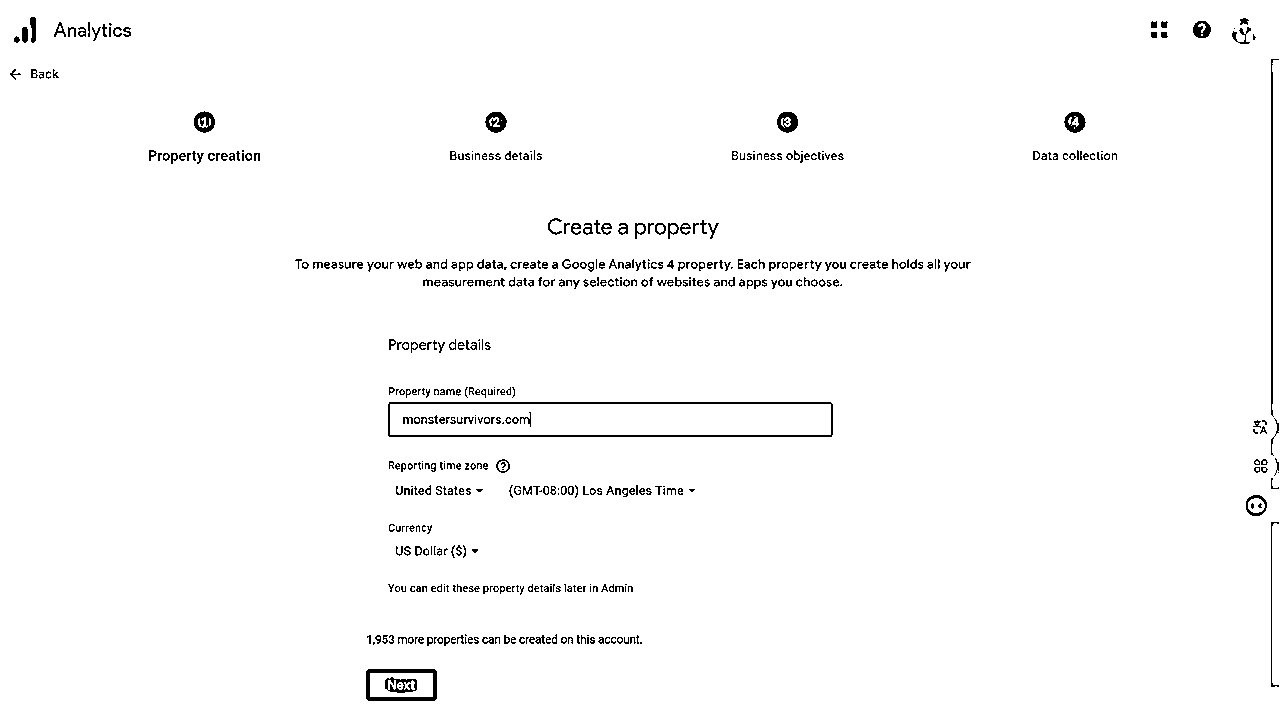 Analytics
Back
1 2 3 4
Property creation Business details Business objectives Data collection
Create a property
To measure your web and app data, create a Google Analytics 4 property. Each property you create holds all your
measurement data for any selection of websites and apps you choose.
Property details
Property name (Required)
monstersurvivors.com
Reporting time zone ?
United States (GMT-08:00) Los Angeles Time
Currency
US Dollar ($)
You can edit these property details later in Admin
1,953 more properties can be created on this account.
Next